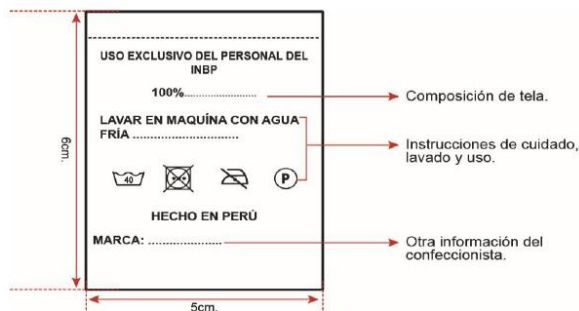 USO EXCLUSIVO DEL PERSONAL DEL
INBP
100%........................
Composición de tela.
LAVAR EN MAQUÍNA CON AGUA
FRÍA ..............................
Instrucciones de cuidado,
lavado y uso.
40
P
HECHO EN PERÚ
MARCA: .....................
Otra información del
confeccionista.
6cm.
5cm.